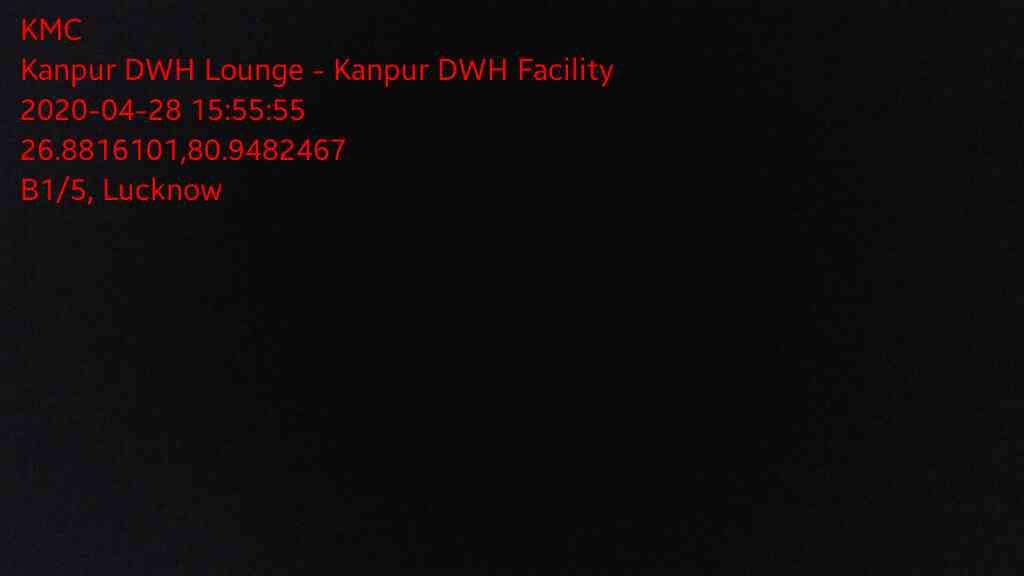 KMC
Kanpur DWH Lounge - Kanpur DWH Facility
2020-04-28 15:55:55
26.8816101,80.9482467
B1/5, Lucknow